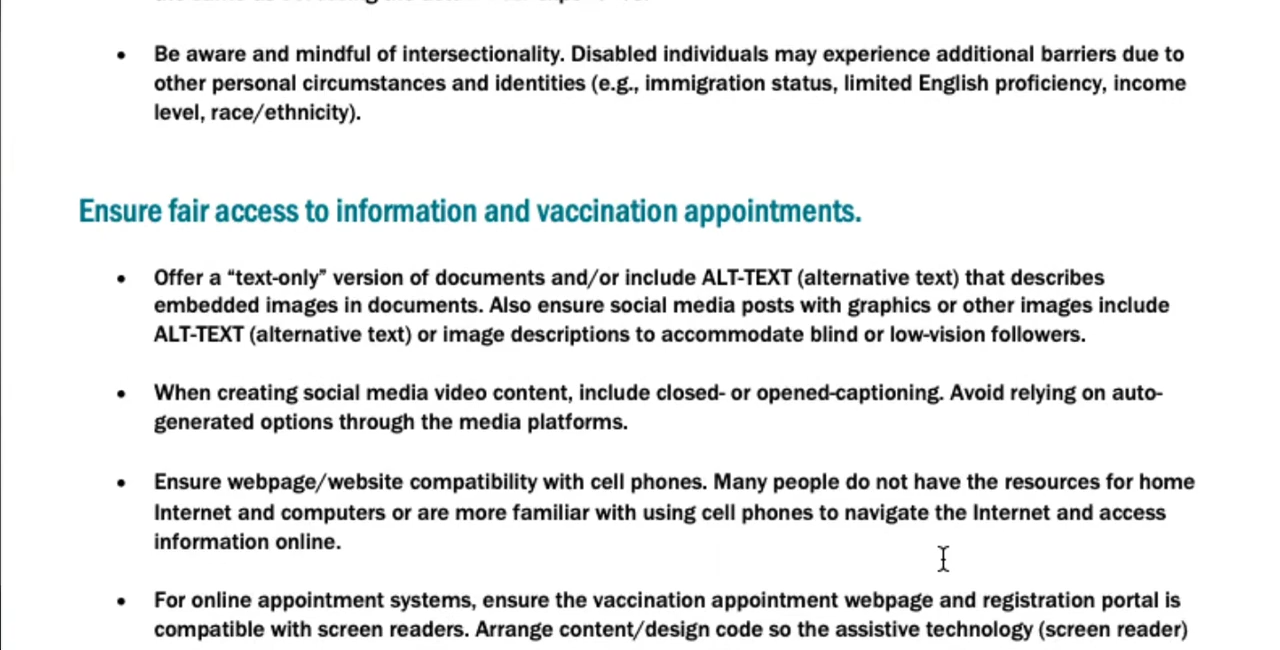 • Be aware and mindful of intersectionality. Disabled individuals may experience additional barriers due to
other personal circumstances and identities (e.g., immigration status, limited English proficiency, income
level, race/ethnicity).
Ensure fair access to information and vaccination appointments.
• Offer a “text-only” version of documents and/or include ALT-TEXT (alternative text) that describes
embedded images in documents. Also ensure social media posts with graphics or other images include
ALT-TEXT (alternative text) or image descriptions to accommodate blind or low-vision followers.
• When creating social media video content, include closed- or opened-captioning. Avoid relying on auto-
generated options through the media platforms.
• Ensure webpage/website compatibility with cell phones. Many people do not have the resources for home
Internet and computers or are more familiar with using cell phones to navigate the Internet and access
information online.
• For online appointment systems, ensure the vaccination appointment webpage and registration portal is
compatible with screen readers. Arrange content/design code so the assistive technology (screen reader)